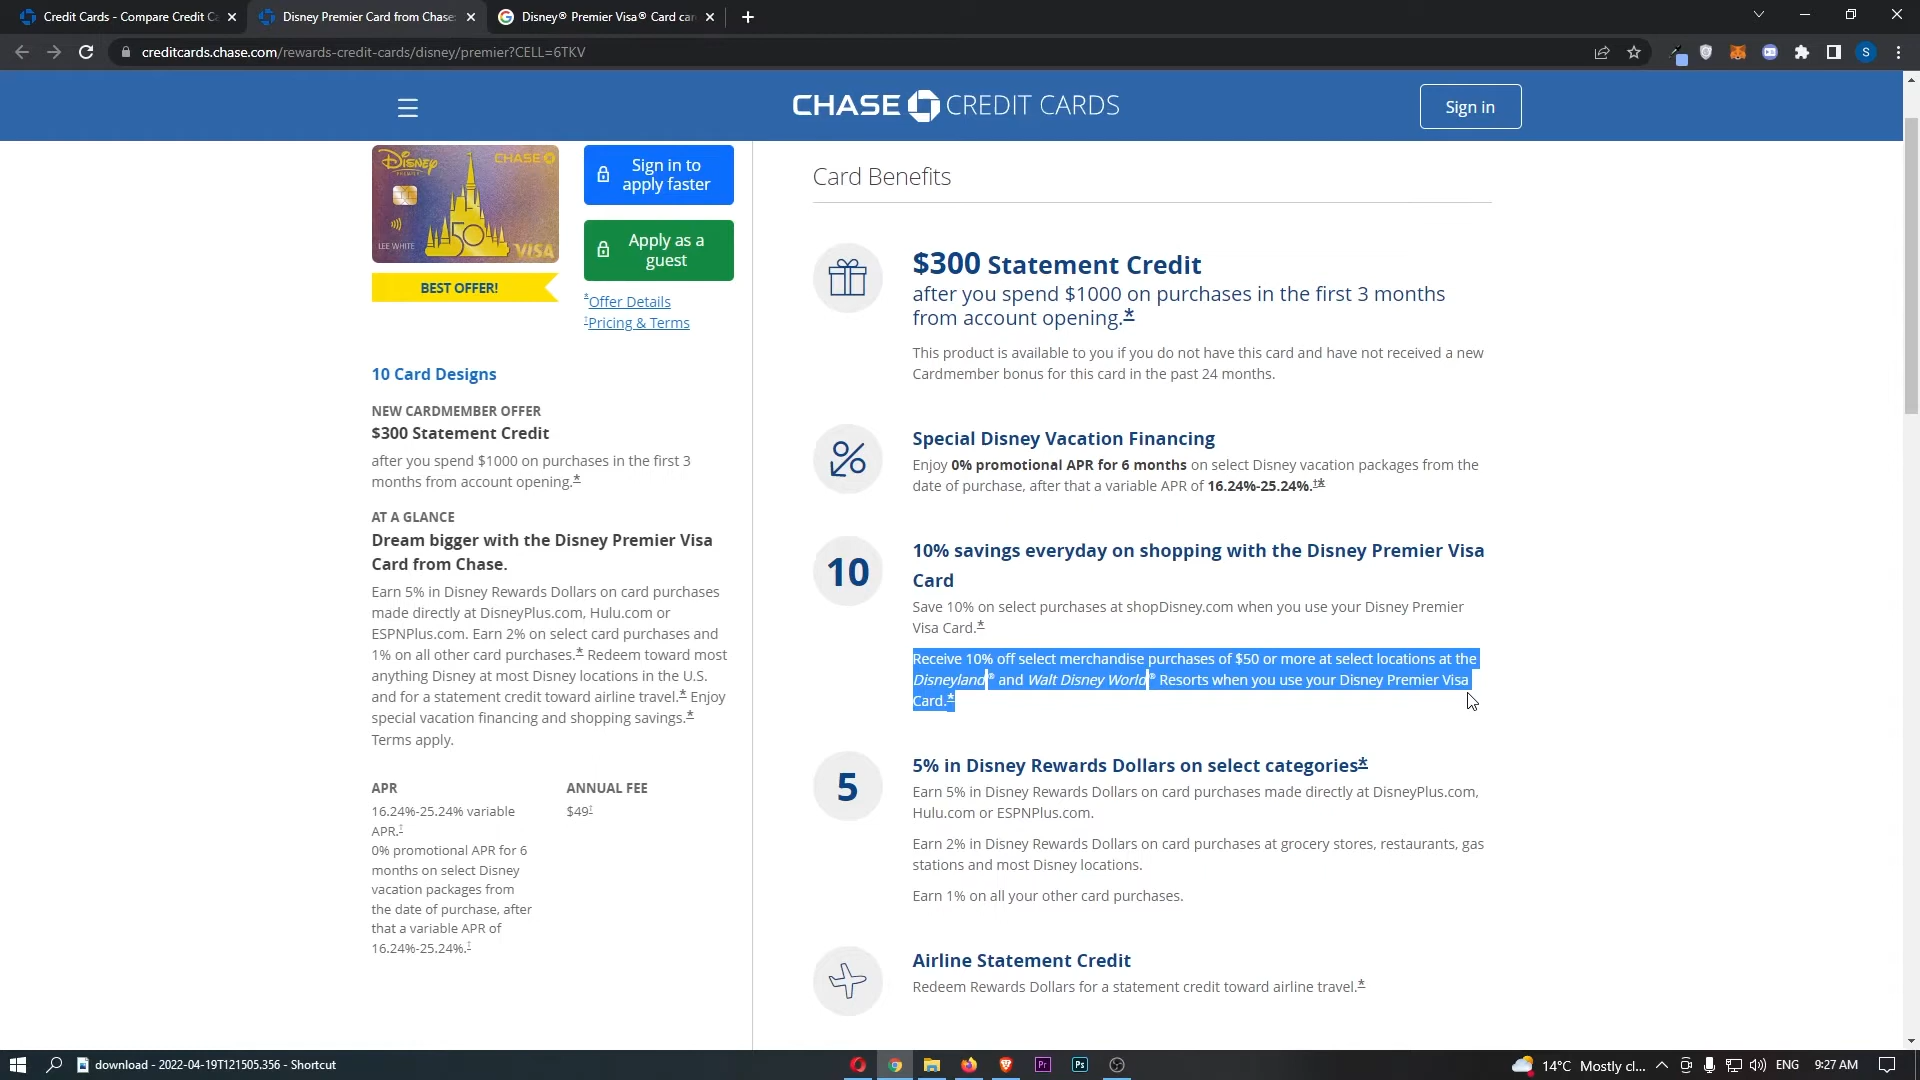 Credit Cards - Compare Credit Ca
Disney Premier Card from Chase:
Disney® Premier Visa® Card car
creditcards.chase.com/rewards-credit-cards/disney/premier?CELL=6TKV
S
CHASE CREDIT CARDS
Sign in
Disney
PREMIER
CHASE
50
LEE WHITE
VISA
BEST OFFER!
Sign in to
apply faster
Apply as a
guest
*Offer Details
†Pricing & Terms
10 Card Designs
NEW CARDMEMBER OFFER
$300 Statement Credit
after you spend $1000 on purchases in the first 3
months from account opening.*
AT A GLANCE
Dream bigger with the Disney Premier Visa
Card from Chase.
Earn 5% in Disney Rewards Dollars on card purchases
made directly at DisneyPlus.com, Hulu.com or
ESPNPlus.com. Earn 2% on select card purchases and
1% on all other card purchases.* Redeem toward most
anything Disney at most Disney locations in the U.S.
and for a statement credit toward airline travel.* Enjoy
special vacation financing and shopping savings.*
Terms apply.
APR
16.24%-25.24% variable
APR.†
0% promotional APR for 6
months on select Disney
vacation packages from
the date of purchase, after
that a variable APR of
16.24%-25.24%.†
ANNUAL FEE
$49†
Card Benefits
$300 Statement Credit
after you spend $1000 on purchases in the first 3 months
from account opening.*
This product is available to you if you do not have this card and have not received a new
Cardmember bonus for this card in the past 24 months.
Special Disney Vacation Financing
Enjoy 0% promotional APR for 6 months on select Disney vacation packages from the
date of purchase, after that a variable APR of 16.24%-25.24%.†*
10
10% savings everyday on shopping with the Disney Premier Visa
Card
Save 10% on select purchases at shopDisney.com when you use your Disney Premier
Visa Card.*
Receive 10% off select merchandise purchases of $50 or more at select locations at the
Disneyland® and Walt Disney World® Resorts when you use your Disney Premier Visa
Card.*
5
5% in Disney Rewards Dollars on select categories*
Earn 5% in Disney Rewards Dollars on card purchases made directly at DisneyPlus.com,
Hulu.com or ESPNPlus.com.
Earn 2% in Disney Rewards Dollars on card purchases at grocery stores, restaurants, gas
stations and most Disney locations.
Earn 1% on all your other card purchases.
Airline Statement Credit
Redeem Rewards Dollars for a statement credit toward airline travel.*
download - 2022-04-19T121505.356 - Shortcut
Pr
Ps
14°C Mostly cl...
ENG
9:27 AM